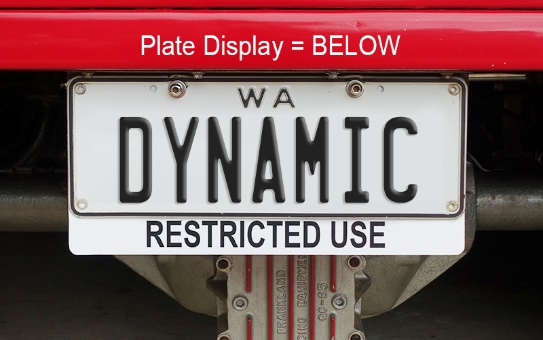 Plate Display = BELOW
WA
DYNAMIC
RESTRICTED USE